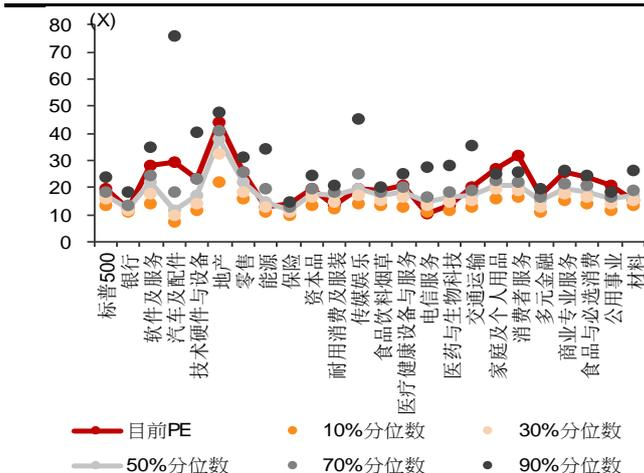 (X)
80
70
60
50
40
30
20
10
0
标普500
银行
软件及服务
汽车及配件
技术硬件与设备
地产
零售
能源
保险
资本品
耐用消费及服装
传媒娱乐
食品饮料烟草
医疗健康设备与服务
电信服务
医药与生物科技
交通运输
家庭及个人用品
消费者服务
多元金融
商业专业服务
食品与必选消费
公用事业
材料
目前PE
10%分位数
30%分位数
50%分位数
70%分位数
90%分位数